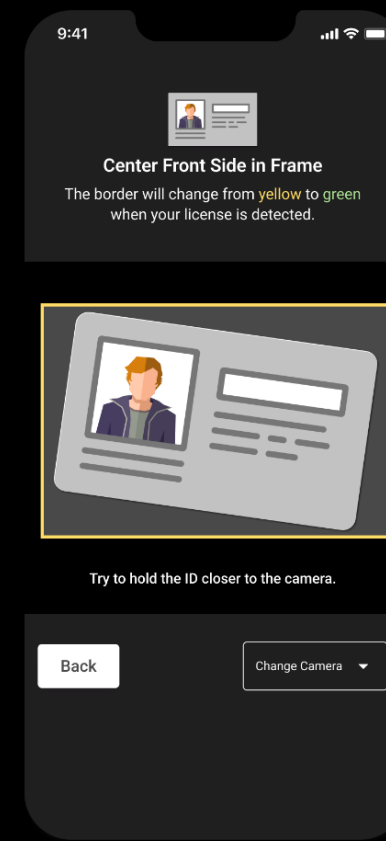 9:41
Center Front Side in Frame
The border will change from yellow to green
when your license is detected.
Try to hold the ID closer to the camera.
Back
Change Camera